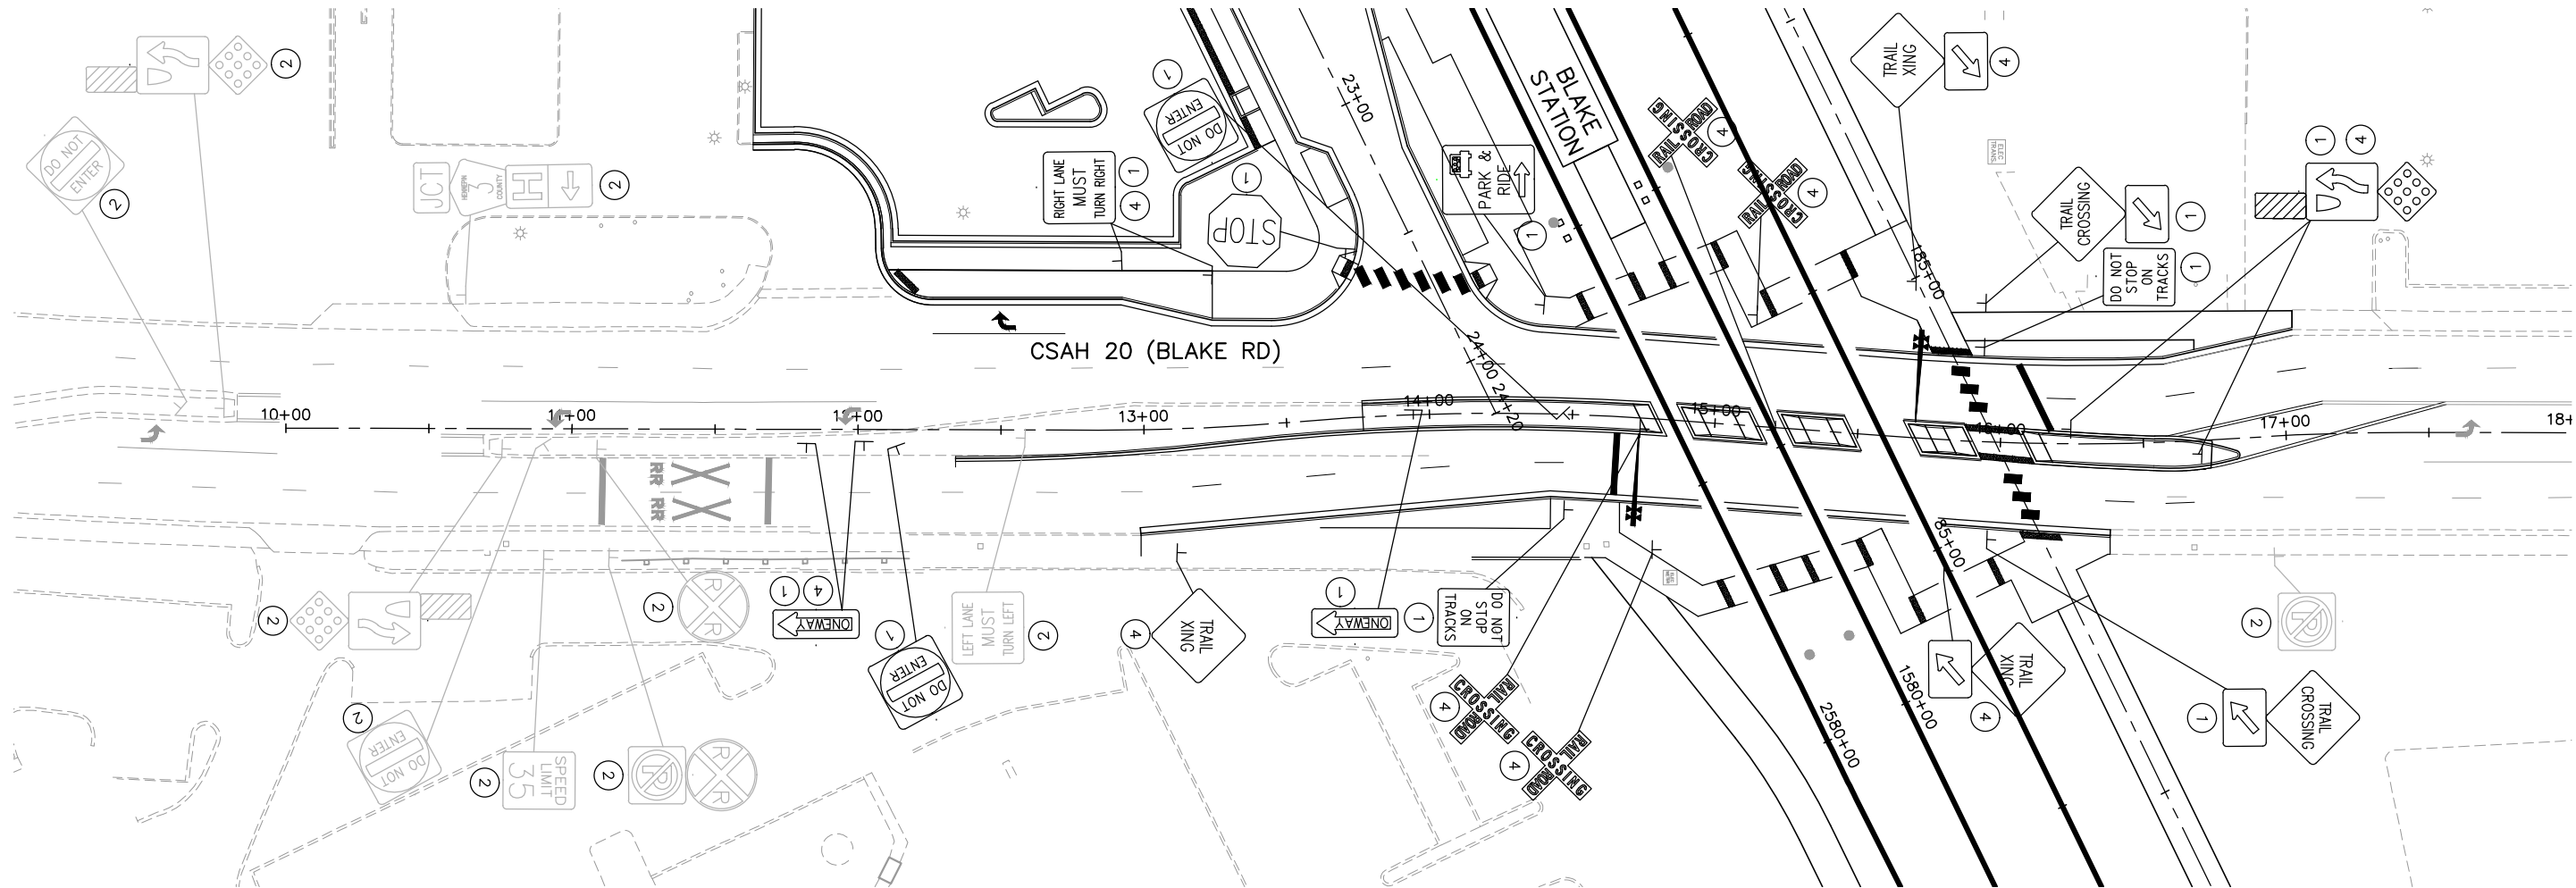 2
DO NOT
ENTER
2
JCT
HENNEPIN
3
COUNTY
H
2
RIGHT LANE
MUST
TURN RIGHT
1
4
1
DO NOT
ENTER
1
STOP
23+00
PARK &
RIDE
1
BLAKE
STATION
RAIL ROAD
CROSSING
4
RAIL ROAD
CROSSING
4
TRAIL
XING
4
ELEC
TRANS
185+00
TRAIL
CROSSING
1
DO NOT
STOP
ON
TRACKS
1
1
4
CSAH 20 (BLAKE RD)
24+00
24+20
10+00
11+00
12+00
13+00
14+00
15+00
16+00
17+00
18+
RR
RR
2
2
DO NOT
ENTER
2
SPEED
LIMIT
35
2
2
R R
R R
1
4
ONEWAY
1
DO NOT
ENTER
LEFT LANE
MUST
TURN LEFT
2
4
TRAIL
XING
1
ONEWAY
1
DO NOT
STOP
ON
TRACKS
4
RAIL ROAD
CROSSING
4
RAIL ROAD
CROSSING
85+00
1580+00
2580+00
TRAIL
XING
4
1
TRAIL
CROSSING
2
P